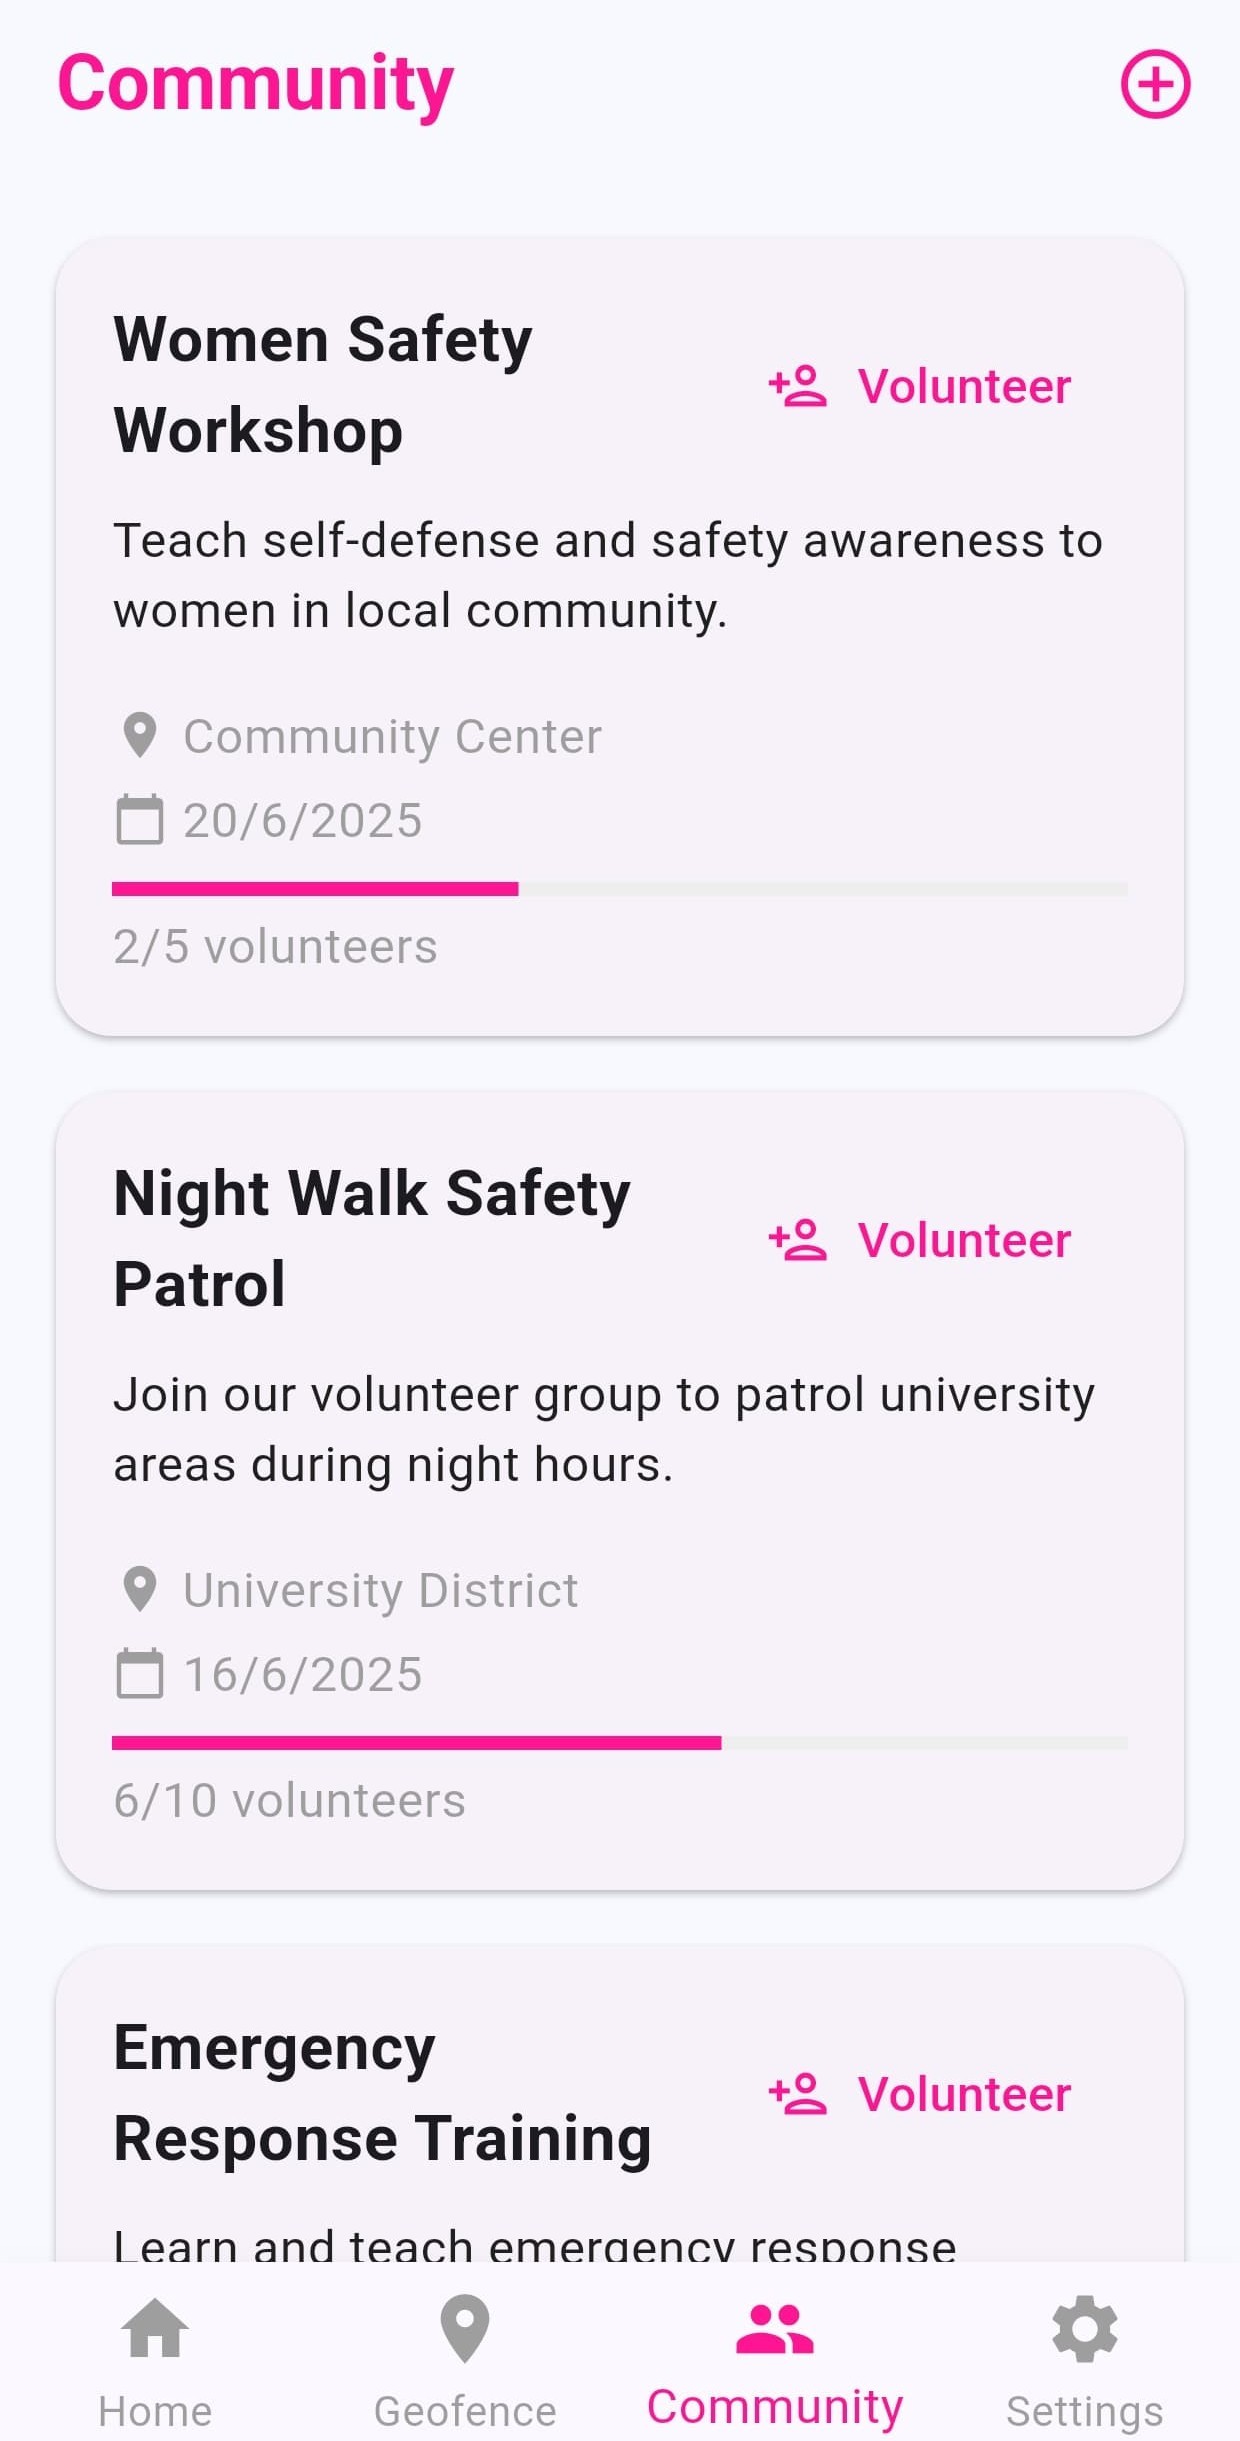 Community
Women Safety
Workshop
Volunteer
Teach self-defense and safety awareness to
women in local community.
Community Center
20/6/2025
2/5 volunteers
Night Walk Safety
Patrol
Volunteer
Join our volunteer group to patrol university
areas during night hours.
University District
16/6/2025
6/10 volunteers
Emergency
Response Training
Volunteer
Learn and teach emergency response
Home
Geofence
Community
Settings